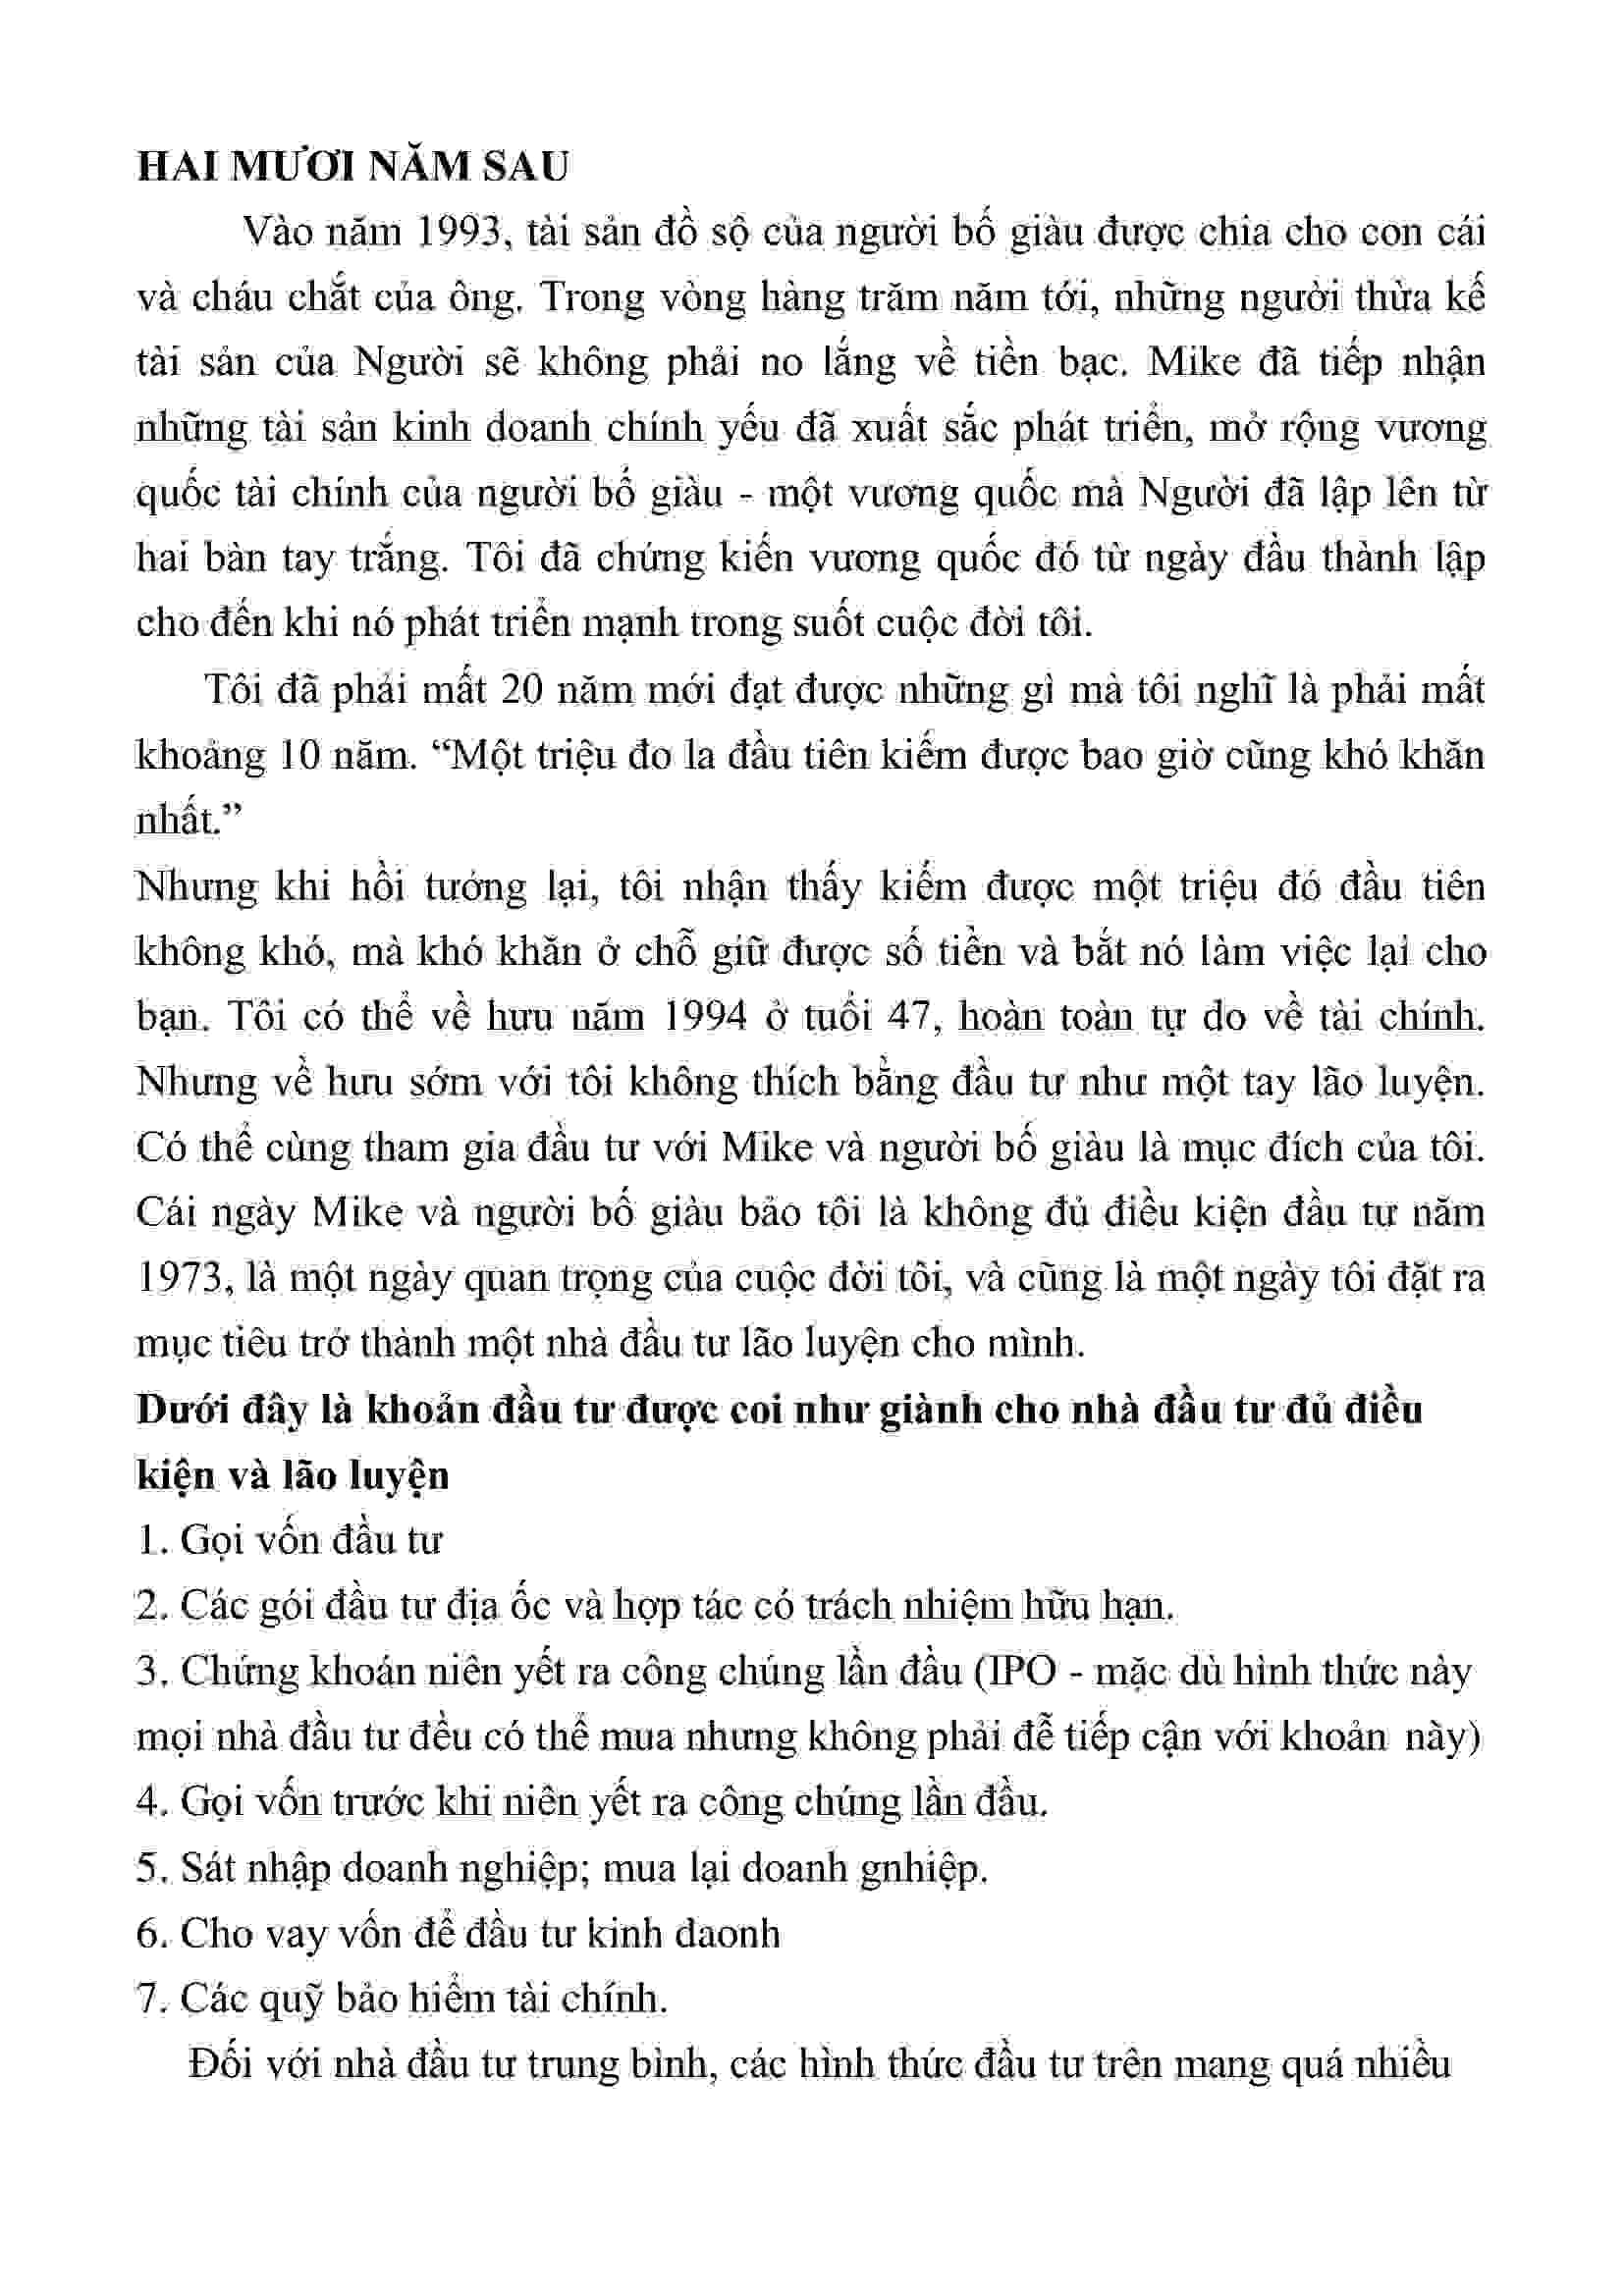 HAI MƯƠI NĂM SAU
Vào năm 1993, tài sản đồ sộ của người bố giàu được chia cho con cái
và cháu chắt của ông. Trong vòng hàng trăm năm tới, những người thừa kế
tài sản của Người sẽ không phải no lắng về tiền bạc. Mike đã tiếp nhận
những tài sản kinh doanh chính yếu đã xuất sắc phát triển, mở rộng vương
quốc tài chính của người bố giàu - một vương quốc mà Người đã lập lên từ
hai bàn tay trắng. Tôi đã chứng kiến vương quốc đó từ ngày đầu thành lập
cho đến khi nó phát triển mạnh trong suốt cuộc đời tôi.
Tôi đã phải mất 20 năm mới đạt được những gì mà tôi nghĩ là phải mất
khoảng 10 năm. “Một triệu đo la đầu tiên kiếm được bao giờ cũng khó khăn
nhất.”
Nhưng khi hồi tưởng lại, tôi nhận thấy kiếm được một triệu đó đầu tiên
không khó, mà khó khăn ở chỗ giữ được số tiền và bắt nó làm việc lại cho
bạn. Tôi có thể về hưu năm 1994 ở tuổi 47, hoàn toàn tự do về tài chính.
Nhưng về hưu sớm với tôi không thích bằng đầu tư như một tay lão luyện.
Có thể cùng tham gia đầu tư với Mike và người bố giàu là mục đích của tôi.
Cái ngày Mike và người bố giàu bảo tôi là không đủ điều kiện đầu tư năm
1973, là một ngày quan trọng của cuộc đời tôi, và cũng là một ngày tôi đặt ra
mục tiêu trở thành một nhà đầu tư lão luyện cho mình.
Dưới đây là khoản đầu tư được coi như giành cho nhà đầu tư đủ điều
kiện và lão luyện
1. Gọi vốn đầu tư
2. Các gói đầu tư địa ốc và hợp tác có trách nhiệm hữu hạn.
3. Chứng khoán niên yết ra công chúng lần đầu (IPO - mặc dù hình thức này
mọi nhà đầu tư đều có thể mua nhưng không phải đễ tiếp cận với khoản này)
4. Gọi vốn trước khi niên yết ra công chúng lần đầu.
5. Sát nhập doanh nghiệp; mua lại doanh gnhiệp.
6. Cho vay vốn để đầu tư kinh daonh
7. Các quỹ bảo hiểm tài chính.
Đối với nhà đầu tư trung bình, các hình thức đầu tư trên mang quá nhiều